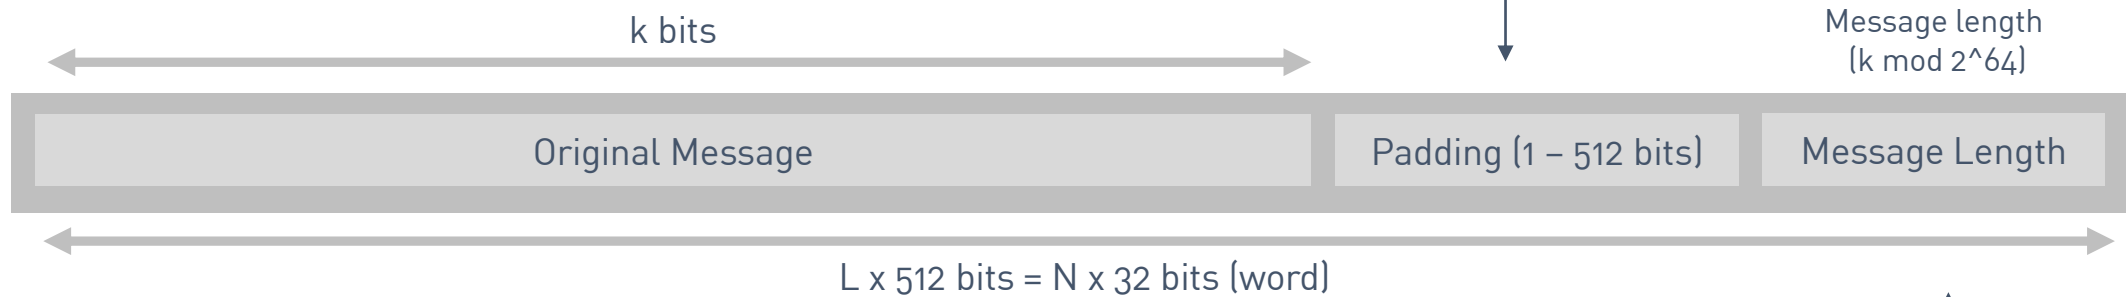 k bits
Message length
(k mod 2^64)
Original Message
Padding (1 – 512 bits)
Message Length
L x 512 bits = N x 32 bits (word)